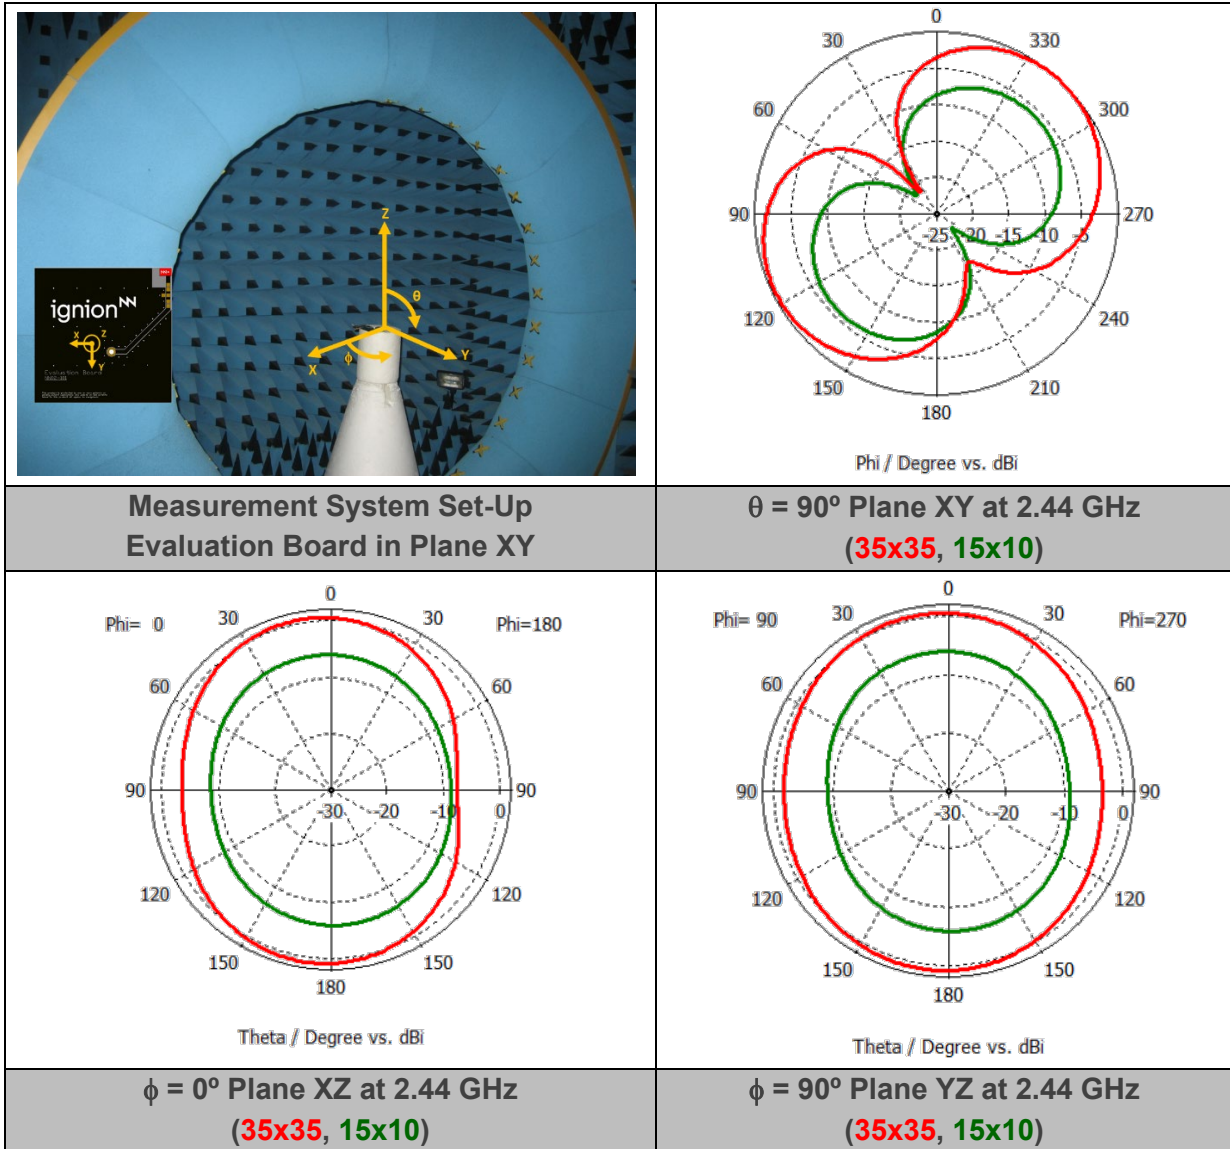 ignion
X
Z
Y
Evaluation Board
Z
θ
X
ϕ
Y
0
30
330
60
300
90
-25
-20
-15
-10
-5
270
120
240
150
210
180
Phi / Degree vs. dBi
Measurement System Set-Up
Evaluation Board in Plane XY
θ = 90º Plane XY at 2.44 GHz
(35x35, 15x10)
0
Phi= 0
30
30
Phi=180
60
60
90
-30
-20
-10
0
90
120
120
150
150
180
Theta / Degree vs. dBi
0
Phi= 90
30
30
Phi=270
60
60
90
-30
-20
-10
0
90
120
120
150
150
180
Theta / Degree vs. dBi
ϕ = 0º Plane XZ at 2.44 GHz
(35x35, 15x10)
ϕ = 90º Plane YZ at 2.44 GHz
(35x35, 15x10)